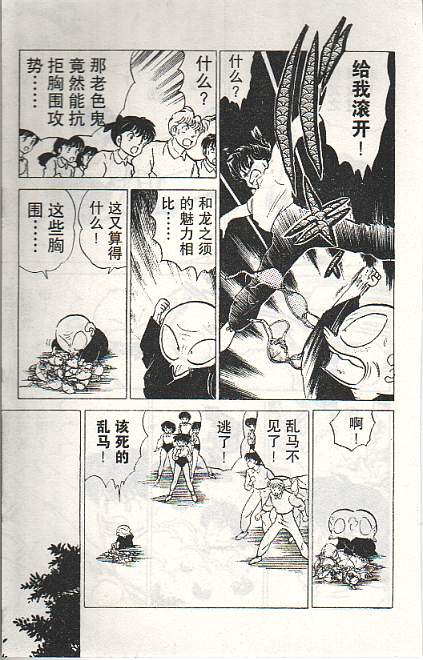 给我滚开！
什么？
什么？
那老色鬼
竟然能抗
拒胸围攻
势……
和龙之须
的魅力相
比……
这又算得
什么！
这些胸
围……
啊！
乱马不
见了！
逃了！
该死的
乱马！